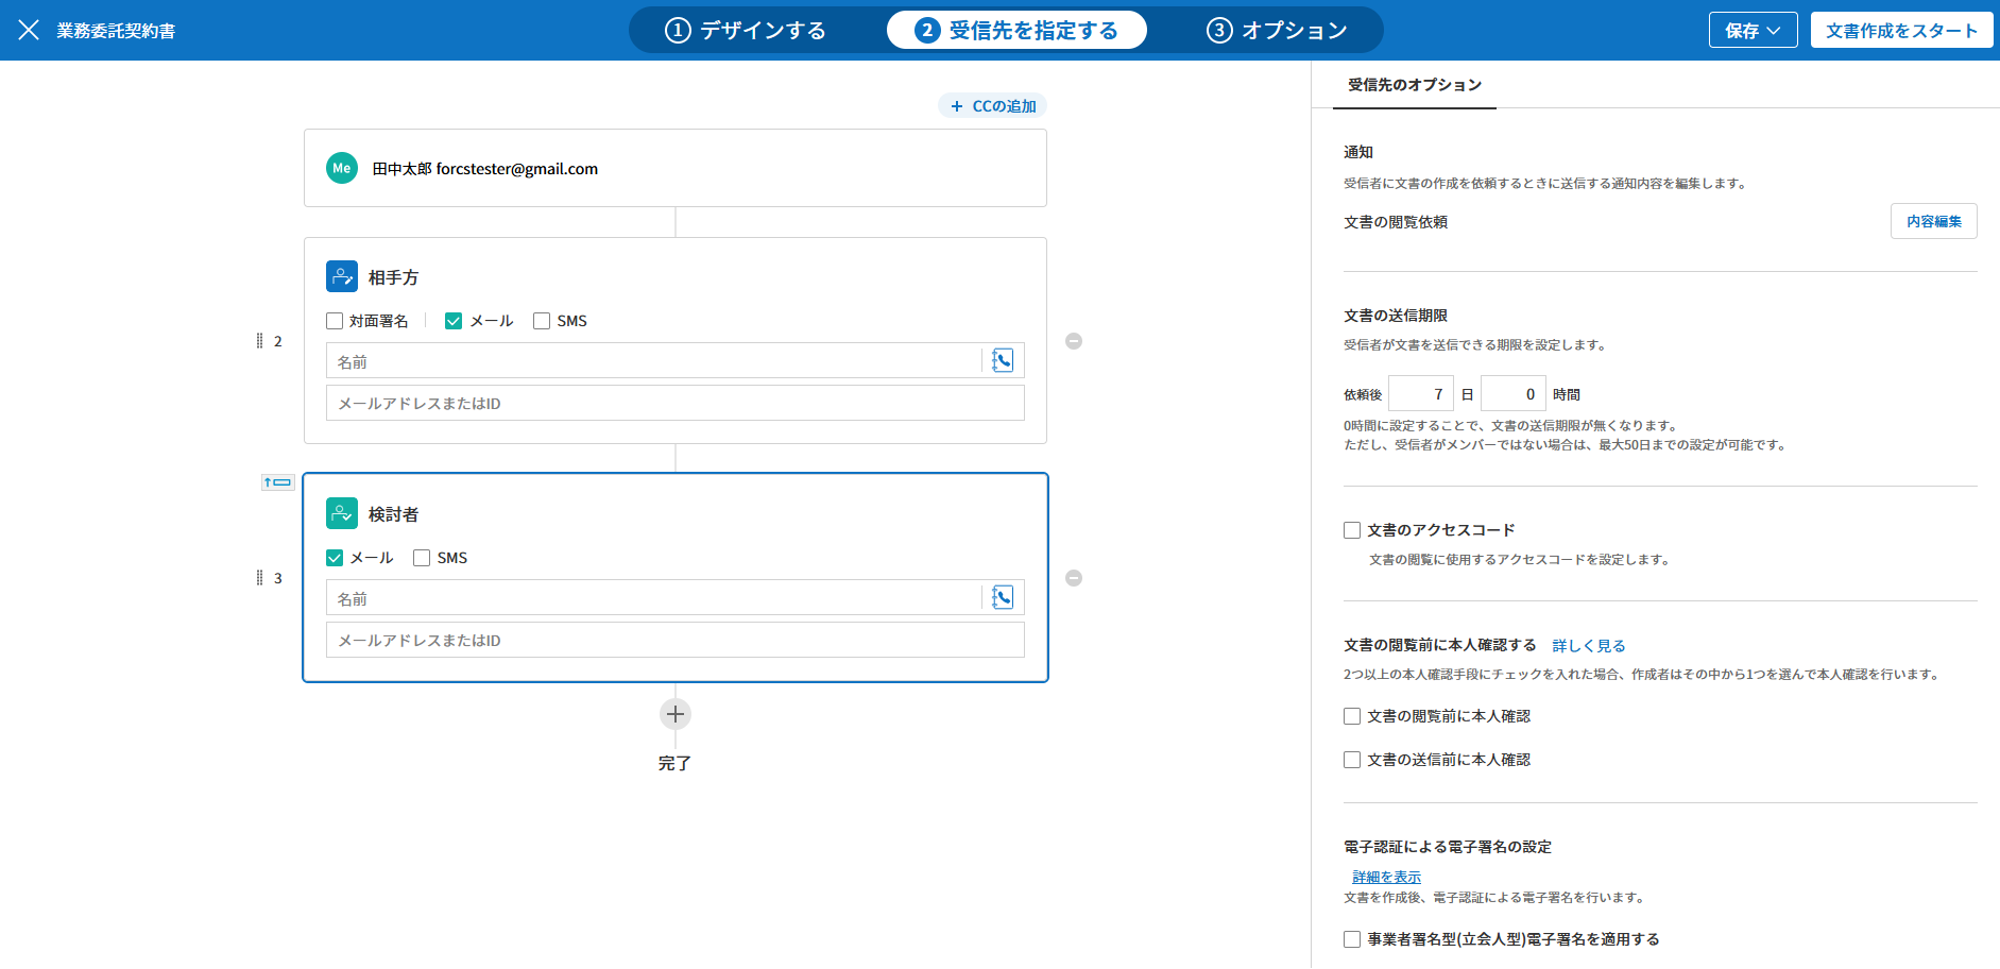 業務委託契約書
① デザインする
2 受信先を指定する
③ オプション
保存
文書作成をスタート
+ CCの追加
Me
田中太郎 forcstester@gmail.com
2
相手方
対面署名
メール
SMS
名前
メールアドレスまたはID
3
検討者
メール
SMS
名前
メールアドレスまたはID
完了
受信先のオプション
通知
受信者に文書の作成を依頼するときに送信する通知内容を編集します。
文書の閲覧依頼
内容編集
文書の送信期限
受信者が文書を送信できる期限を設定します。
依頼後 7 日 0 時間
0時間に設定することで、文書の送信期限が無くなります。
ただし、受信者がメンバーではない場合は、最大50日までの設定が可能です。
文書のアクセスコード
文書の閲覧に使用するアクセスコードを設定します。
文書の閲覧前に本人確認する 詳しく見る
2つ以上の本人確認手段にチェックを入れた場合、作成者はその中から1つを選んで本人確認を行います。
文書の閲覧前に本人確認
文書の送信前に本人確認
電子認証による電子署名の設定
詳細を表示
文書を作成後、電子認証による電子署名を行います。
事業者署名型(立会人型)電子署名を適用する